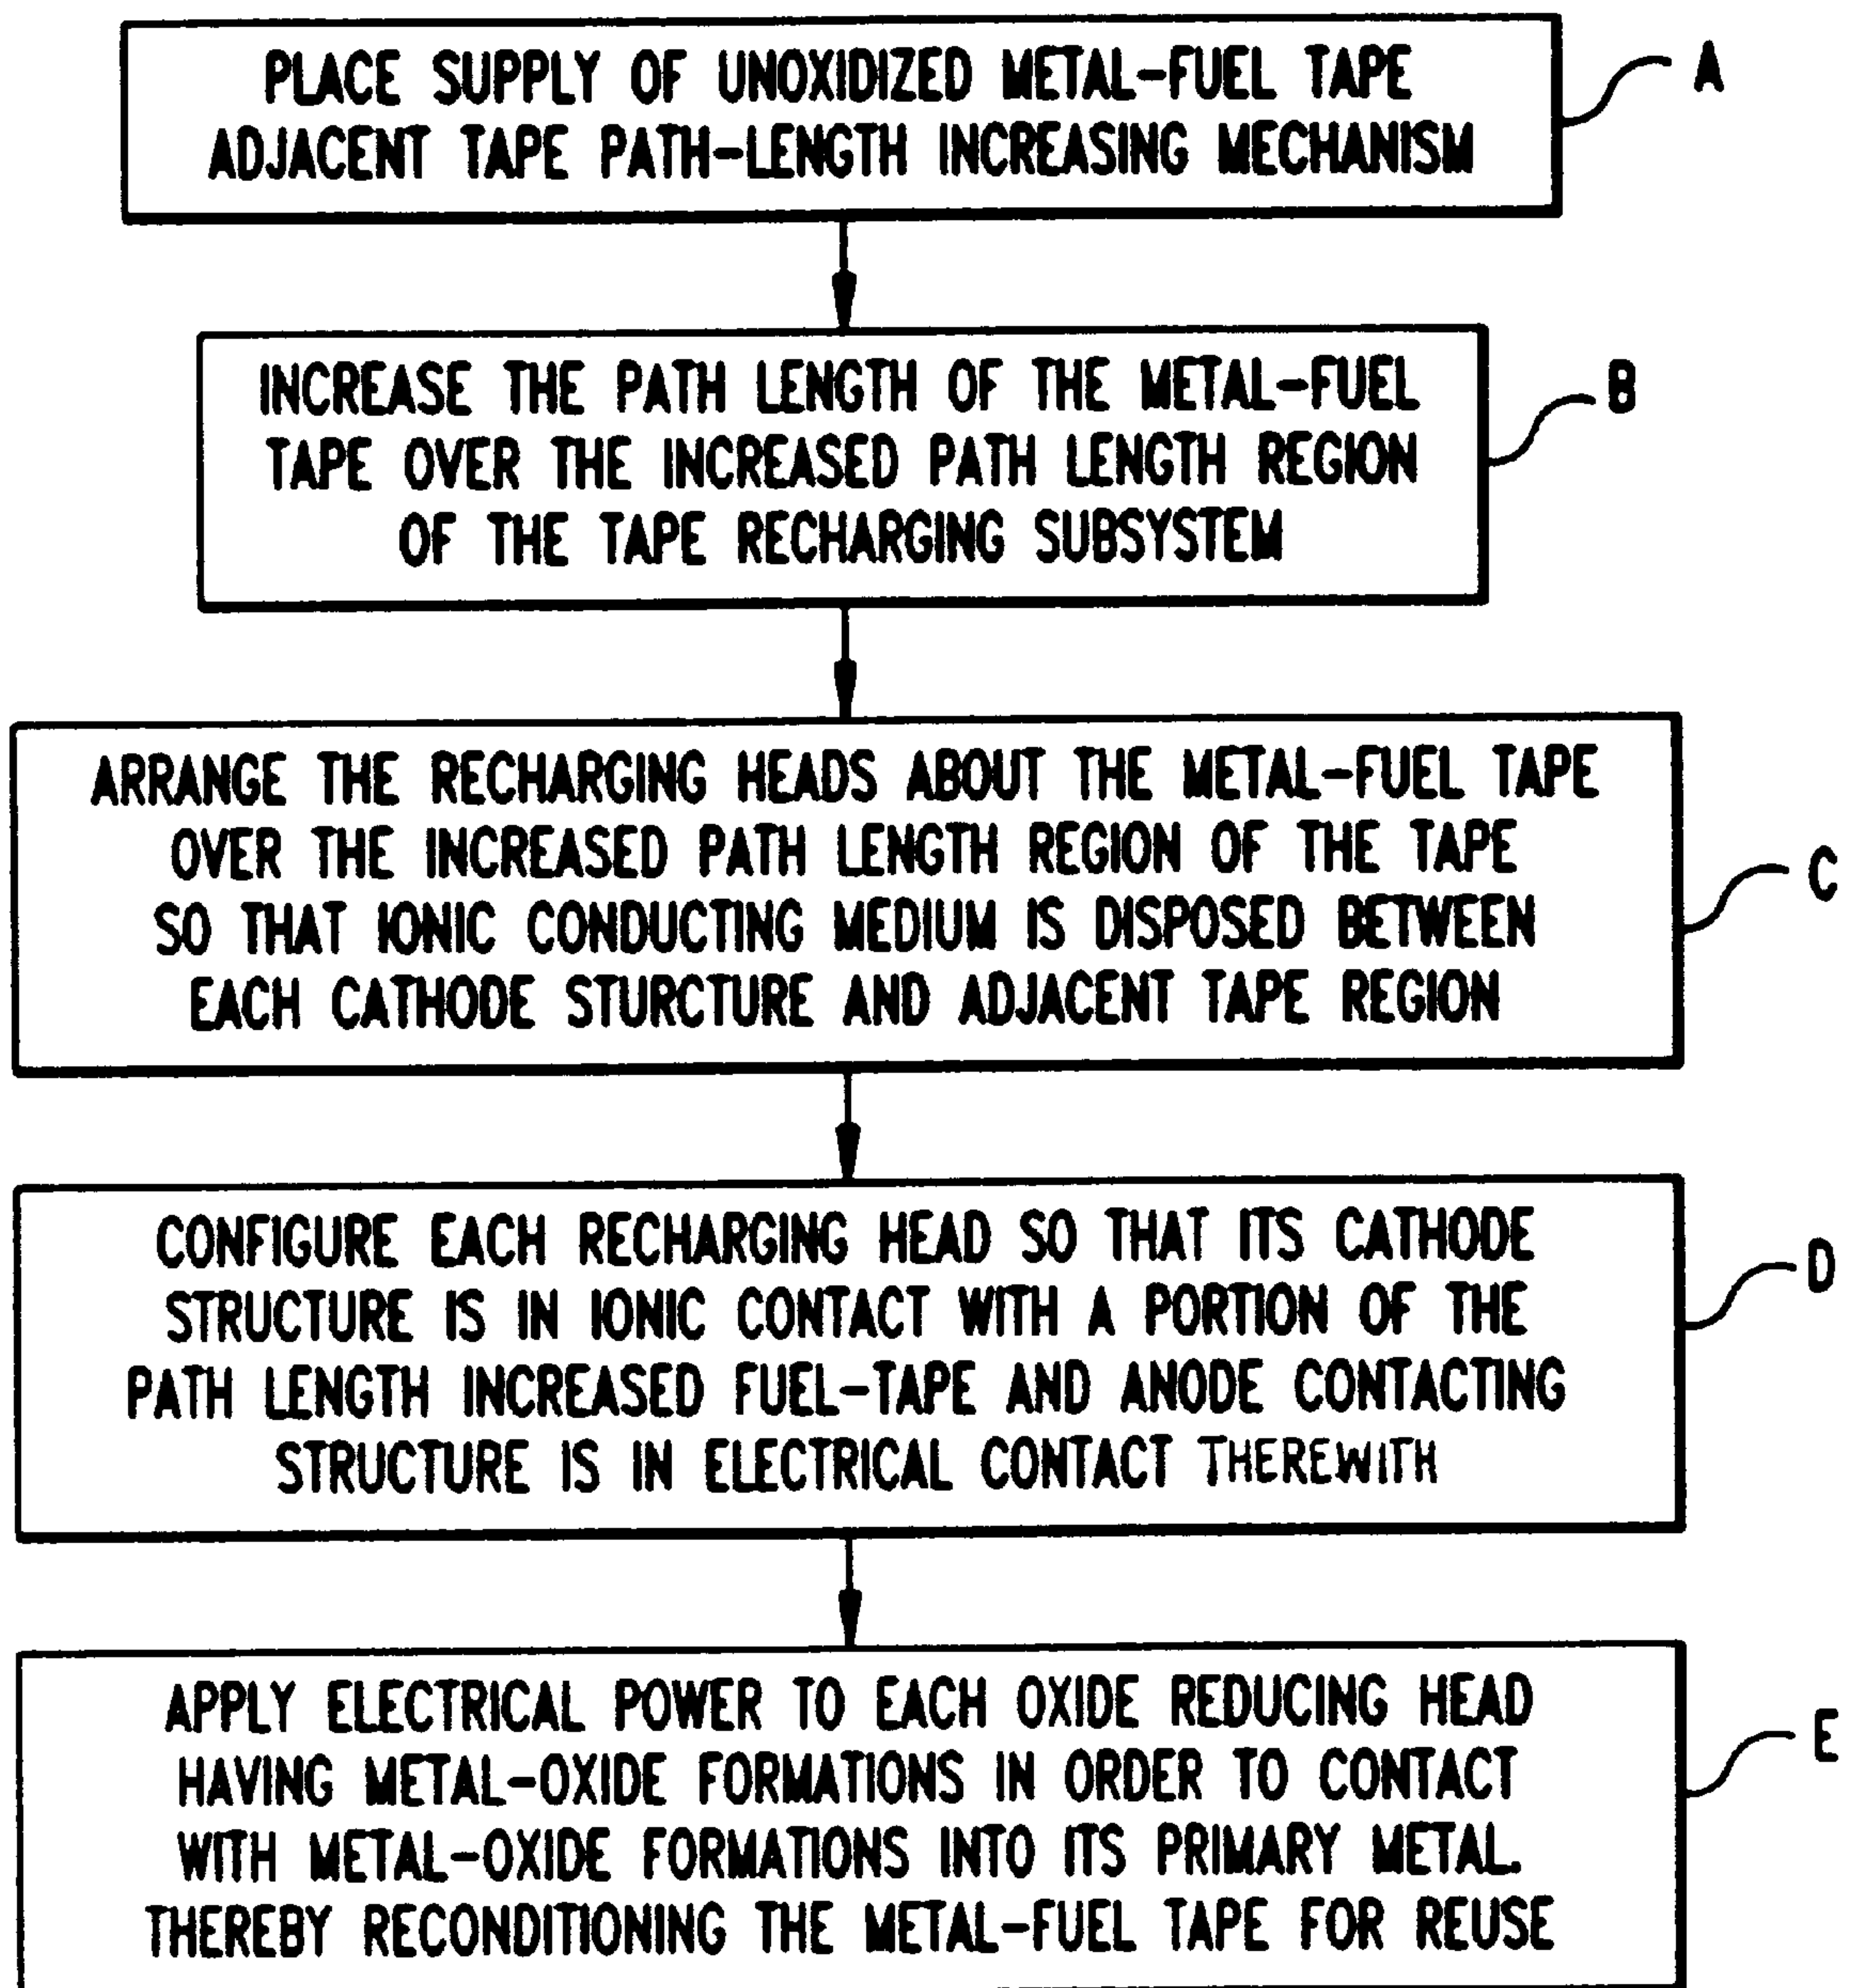 PLACE SUPPLY OF UNOXIDIZED METAL-FUEL TAPE
ADJACENT TAPE PATH-LENGTH INCREASING MECHANISM
A
INCREASE THE PATH LENGTH OF THE METAL-FUEL
TAPE OVER THE INCREASED PATH LENGTH REGION
OF THE TAPE RECHARGING SUBSYSTEM
B
ARRANGE THE RECHARGING HEADS ABOUT THE METAL-FUEL TAPE
OVER THE INCREASED PATH LENGTH REGION OF THE TAPE
SO THAT IONIC CONDUCTING MEDIUM IS DISPOSED BETWEEN
EACH CATHODE STURCTURE AND ADJACENT TAPE REGION
C
CONFIGURE EACH RECHARGING HEAD SO THAT ITS CATHODE
STRUCTURE IS IN IONIC CONTACT WITH A PORTION OF THE
PATH LENGTH INCREASED FUEL-TAPE AND ANODE CONTACTING
STRUCTURE IS IN ELECTRICAL CONTACT THEREWITH
D
APPLY ELECTRICAL POWER TO EACH OXIDE REDUCING HEAD
HAVING METAL-OXIDE FORMATIONS IN ORDER TO CONTACT
WITH METAL-OXIDE FORMATIONS INTO ITS PRIMARY METAL.
THEREBY RECONDITIONING THE METAL-FUEL TAPE FOR REUSE
E